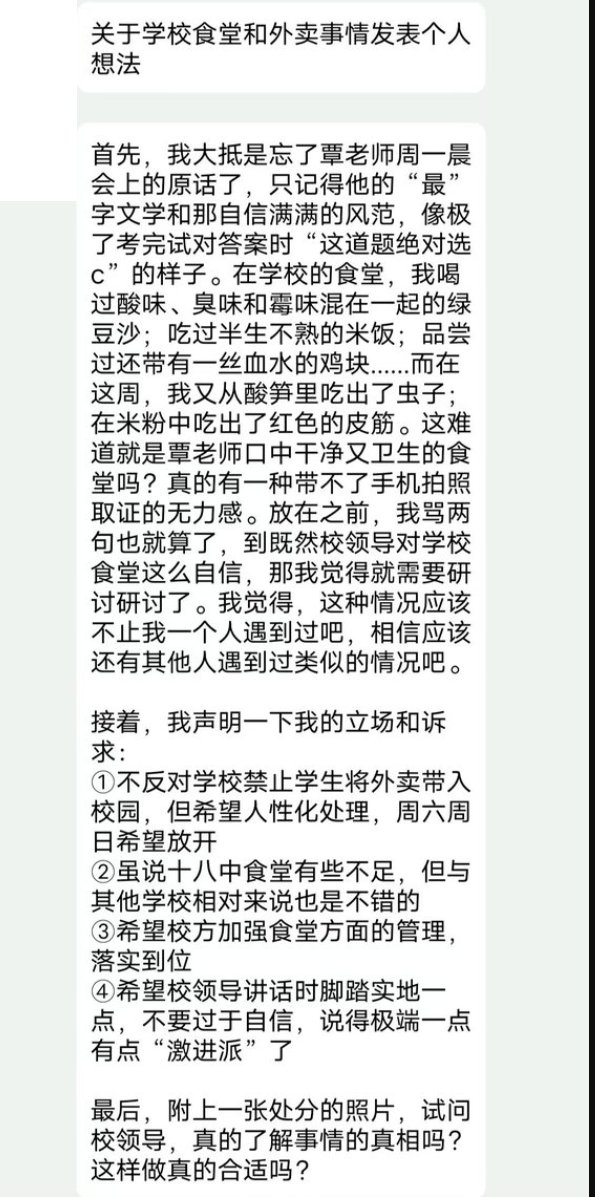 关于学校食堂和外卖事情发表个人
想法
首先，我大抵是忘了覃老师周一晨
会上的原话了，只记得他的“最”
字文学和那自信满满的风范，像极
了考完试对答案时“这道题绝对选
c”的样子。在学校的食堂，我喝
过酸味、臭味和霉味混在一起的绿
豆沙；吃过半生不熟的米饭；品尝
过还带有一丝血水的鸡块......而在
这周，我又从酸笋里吃出了虫子；
在米粉中吃出了红色的皮筋。这难
道就是覃老师口中干净又卫生的食
堂吗？真的有一种带不了手机拍照
取证的无力感。放在之前，我骂两
句也就算了，到既然校领导对学校
食堂这么自信，那我觉得就需要研
讨研讨了。我觉得，这种情况应该
不止我一个人遇到过吧，相信应该
还有其他人遇到过类似的情况吧。
接着，我声明一下我的立场和诉
求：
①不反对学校禁止学生将外卖带入
校园，但希望人性化处理，周六周
日希望放开
②虽说十八中食堂有些不足，但与
其他学校相对来说也是不错的
③希望校方加强食堂方面的管理，
落实到位
④希望校领导讲话时脚踏实地一
点，不要过于自信，说得极端一点
有点“激进派”了
最后，附上一张处分的照片，试问
校领导，真的了解事情的真相吗？
这样做真的合适吗？